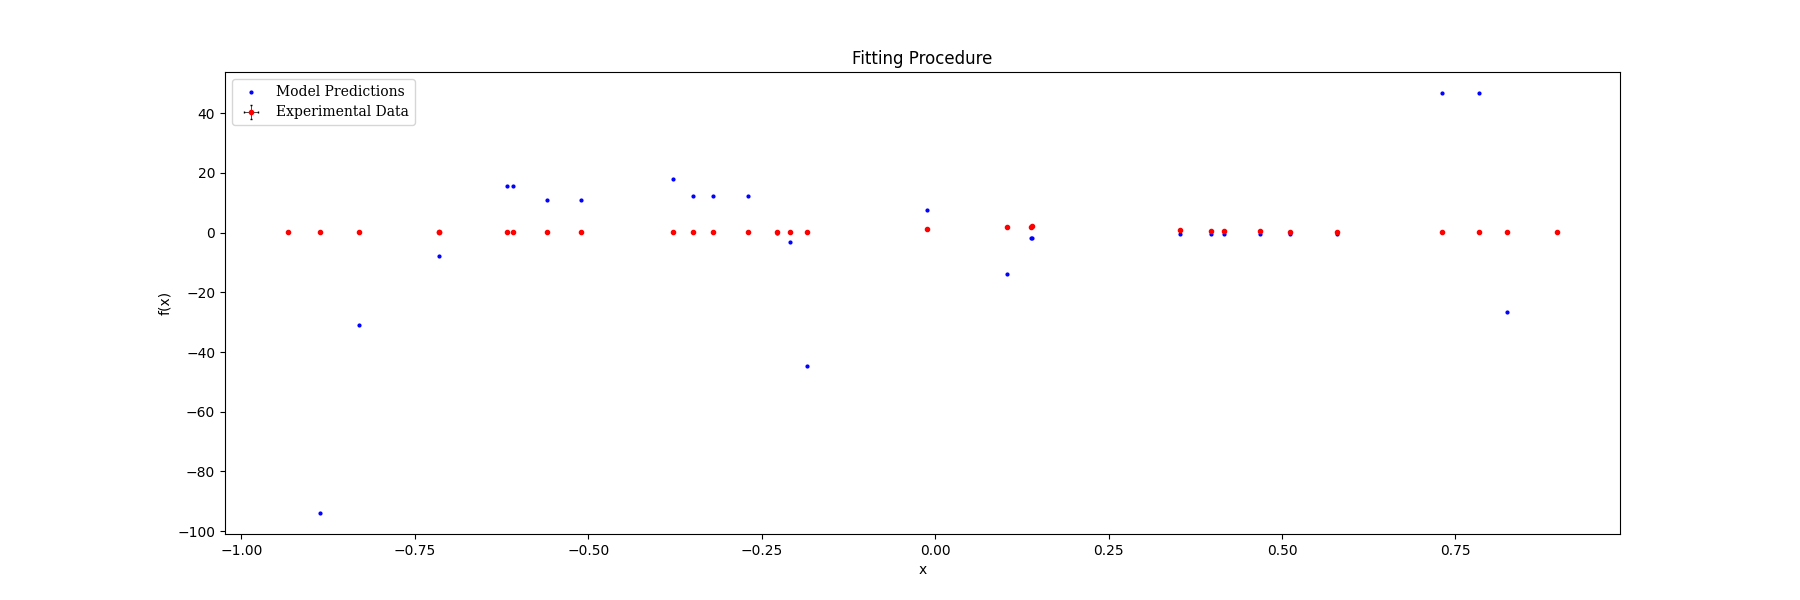 Fitting Procedure
Model Predictions
Experimental Data
40
20
0
−20
−40
−60
−80
−100
f(x)
−1.00 −0.75 −0.50 −0.25 0.00 0.25 0.50 0.75
x